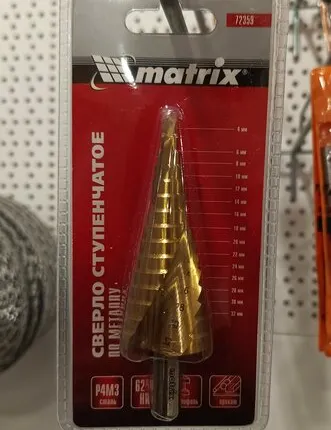 72359
matrix
4 мм
6 мм
8 мм
10 мм
12 мм
14 мм
16 мм
18 мм
20 мм
22 мм
24 мм
26 мм
28 мм
30 мм
32 мм
СВЕРЛО СТУПЕНЧАТОЕ
ПО МЕТАЛЛУ
Р4М3
сталь